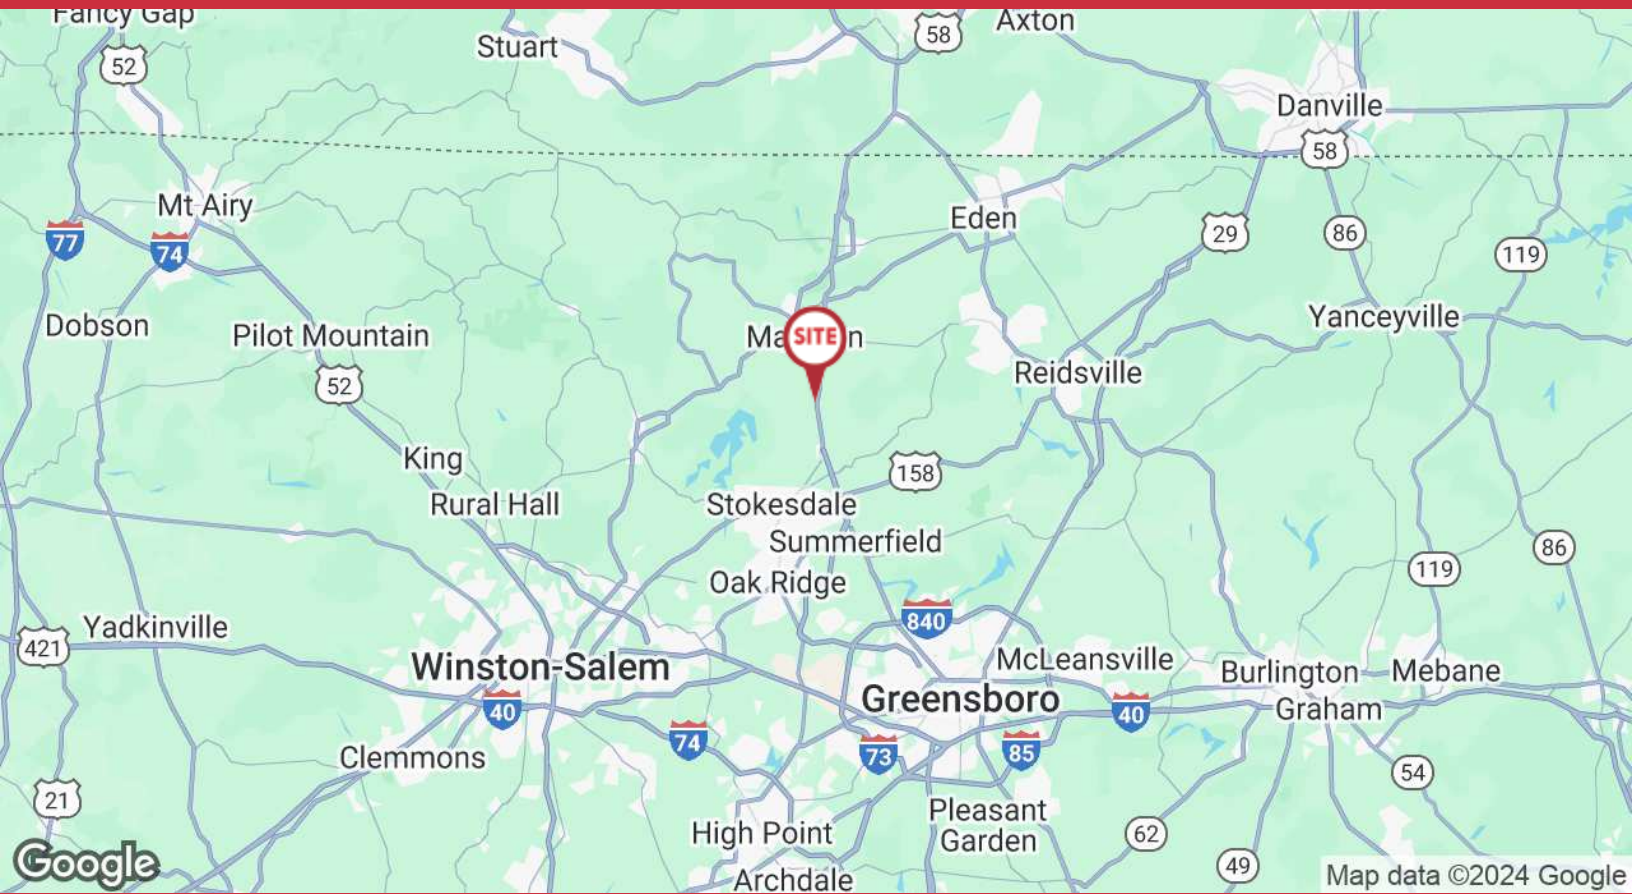 Fancy Gap
52
Stuart
58
Axton
Danville
58
Mt Airy
77
74
Eden
29
86
119
Dobson
Pilot Mountain
SITE
Yanceyville
52
Reidsville
King
158
Rural Hall
Stokesdale
Summerfield
86
119
Oak Ridge
840
421
Yadkinville
Winston-Salem
McLeansville
Burlington
Mebane
Greensboro
40
40
Graham
74
73
85
Clemmons
54
21
Pleasant
Garden
High Point
62
49
Archdale
Google
Map data ©2024 Google